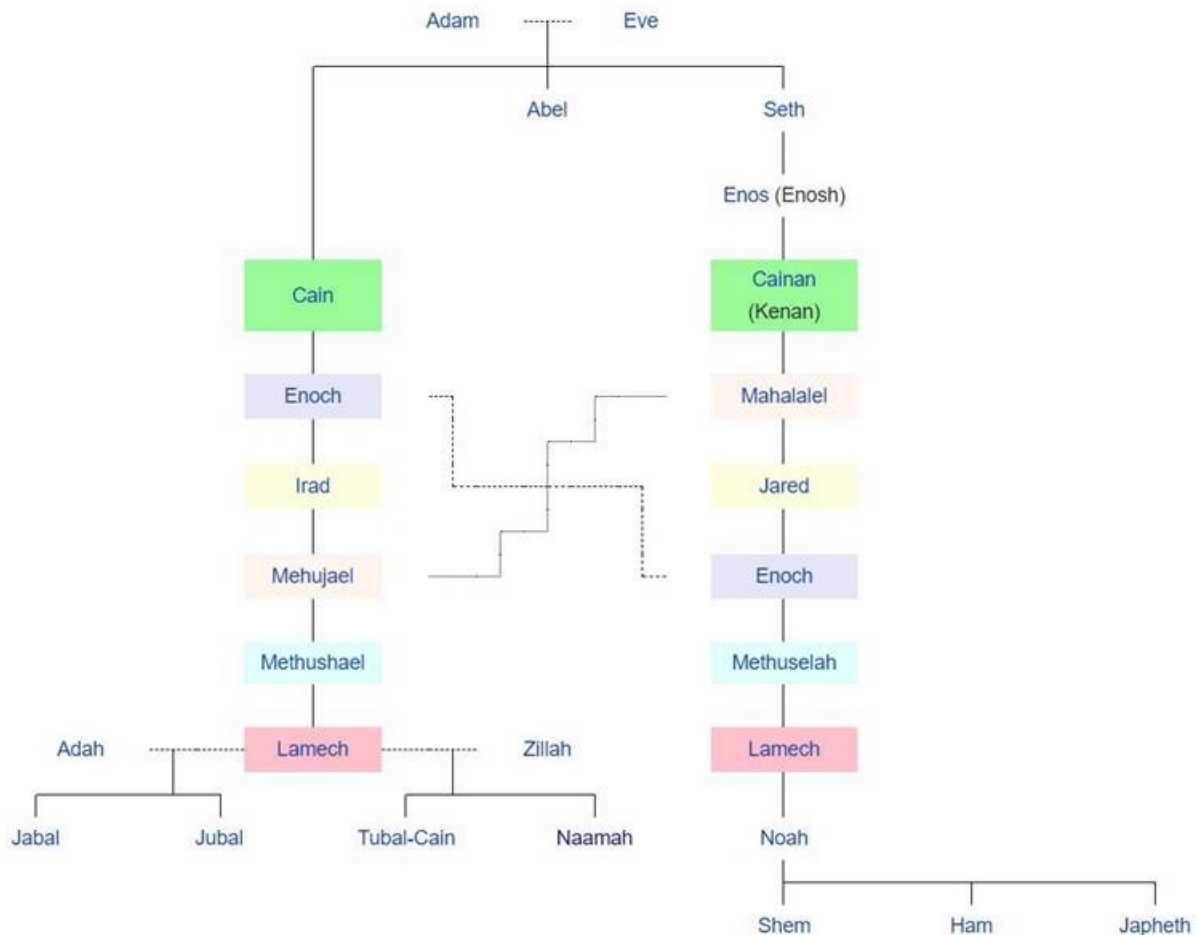 Adam Eve
Abel Seth
Enos (Enosh)
Cain
Cainan
(Kenan)
Enoch Mahalalel
Irad Jared
Mehujael Enoch
Methushael Methuselah
Adah Lamech Zillah Lamech
Jabal Jubal Tubal-Cain Naamah Noah
Shem Ham Japheth